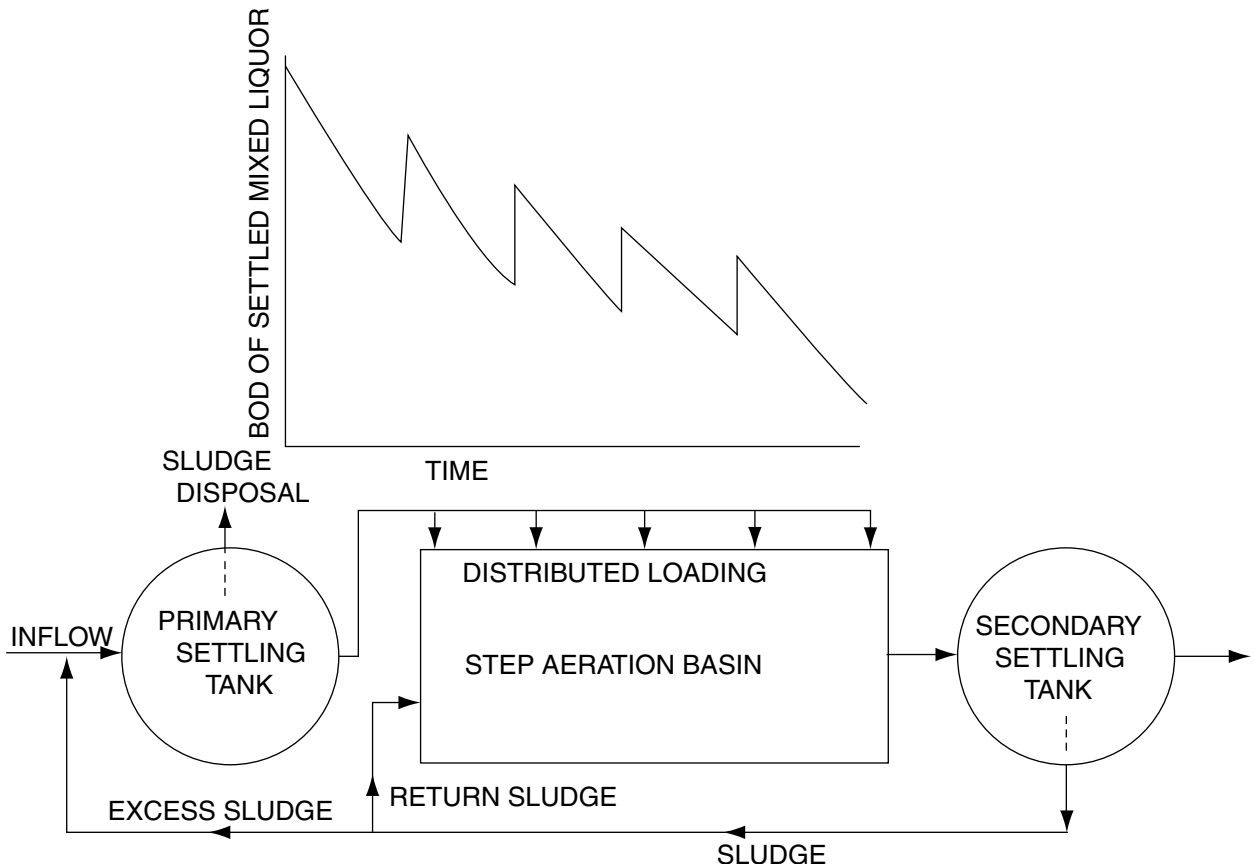 BOD OF SETTLED MIXED LIQUOR
TIME
SLUDGE
DISPOSAL
DISTRIBUTED LOADING
INFLOW
PRIMARY
SETTLING
TANK
STEP AERATION BASIN
SECONDARY
SETTLING
TANK
RETURN SLUDGE
EXCESS SLUDGE
SLUDGE